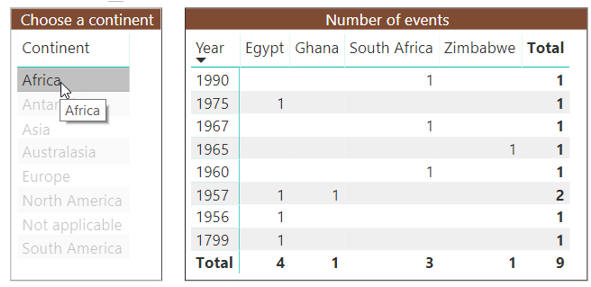 Choose a continent
Continent
Africa
Antar
Africa
Asia
Australasia
Europe
North America
Not applicable
South America
Number of events
Year Egypt Ghana South Africa Zimbabwe Total
1990 1 1
1975 1 1
1967 1 1
1965 1 1
1960 1 1
1957 1 1 2
1956 1 1
1799 1 1
Total 4 1 3 1 9